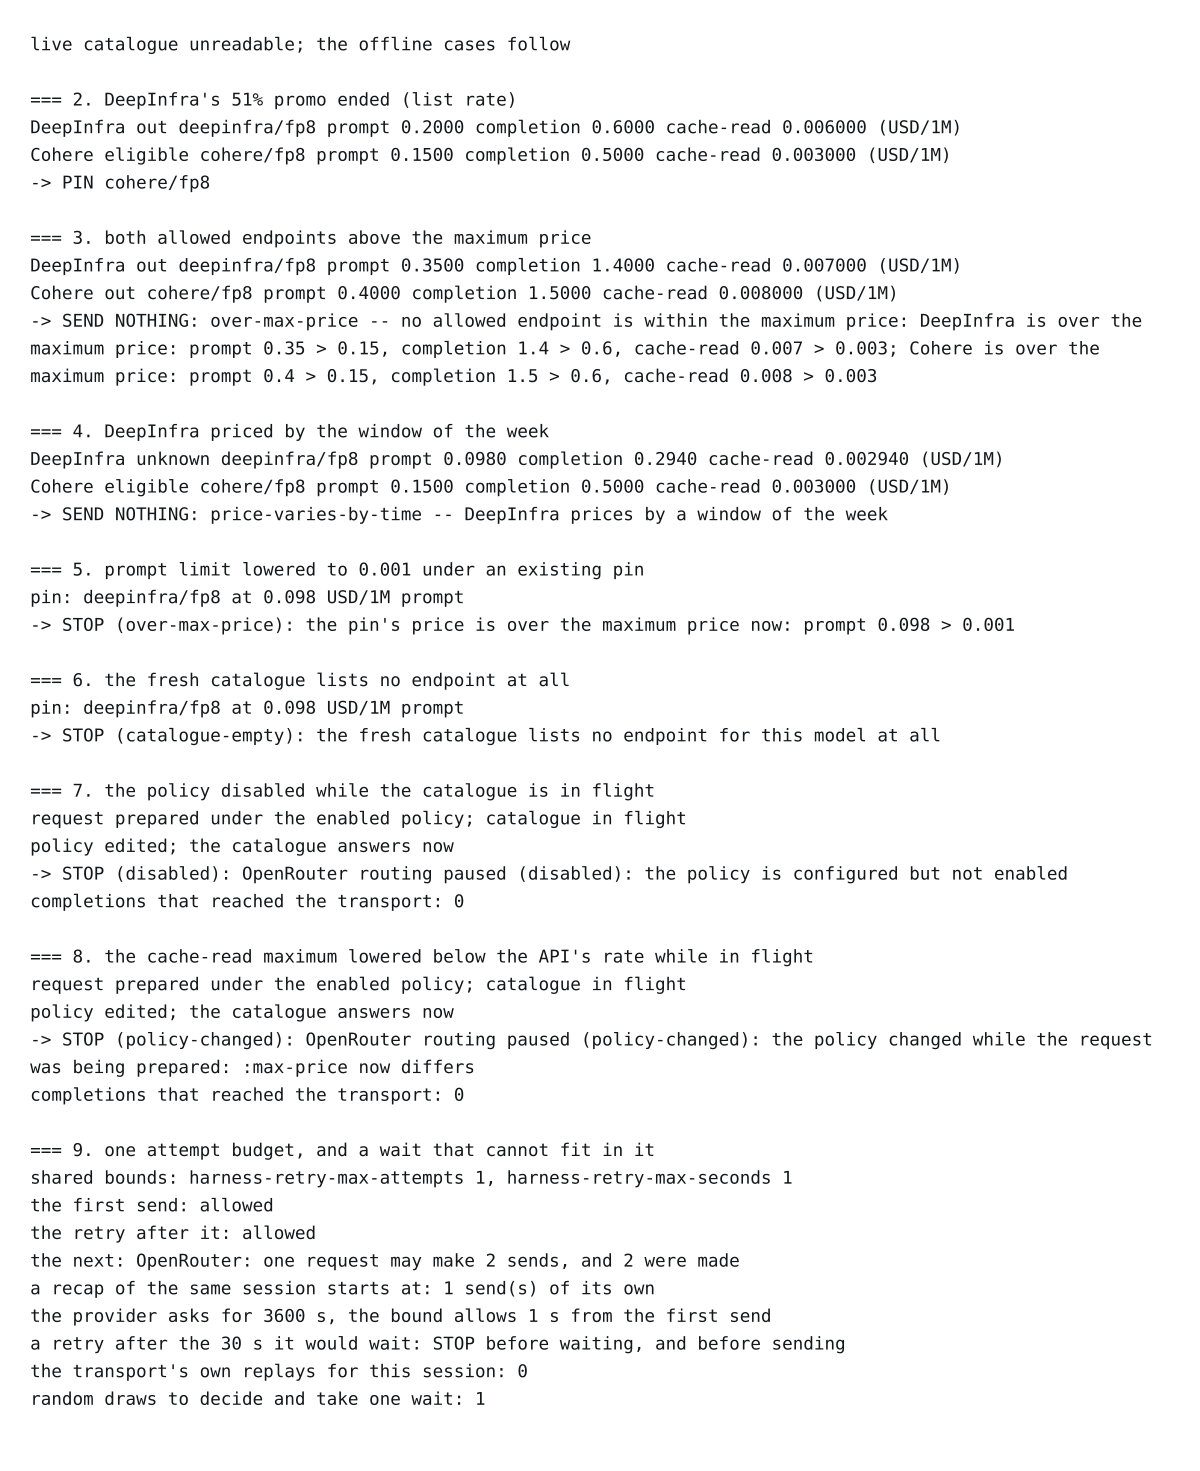 live catalogue unreadable; the offline cases follow

=== 2. DeepInfra's 51% promo ended (list rate)
DeepInfra out deepinfra/fp8 prompt 0.2000 completion 0.6000 cache-read 0.006000 (USD/1M)
Cohere eligible cohere/fp8 prompt 0.1500 completion 0.5000 cache-read 0.003000 (USD/1M)
-> PIN cohere/fp8

=== 3. both allowed endpoints above the maximum price
DeepInfra out deepinfra/fp8 prompt 0.3500 completion 1.4000 cache-read 0.007000 (USD/1M)
Cohere out cohere/fp8 prompt 0.4000 completion 1.5000 cache-read 0.008000 (USD/1M)
-> SEND NOTHING: over-max-price -- no allowed endpoint is within the maximum price: DeepInfra is over the
maximum price: prompt 0.35 > 0.15, completion 1.4 > 0.6, cache-read 0.007 > 0.003; Cohere is over the
maximum price: prompt 0.4 > 0.15, completion 1.5 > 0.6, cache-read 0.008 > 0.003

=== 4. DeepInfra priced by the window of the week
DeepInfra unknown deepinfra/fp8 prompt 0.0980 completion 0.2940 cache-read 0.002940 (USD/1M)
Cohere eligible cohere/fp8 prompt 0.1500 completion 0.5000 cache-read 0.003000 (USD/1M)
-> SEND NOTHING: price-varies-by-time -- DeepInfra prices by a window of the week

=== 5. prompt limit lowered to 0.001 under an existing pin
pin: deepinfra/fp8 at 0.098 USD/1M prompt
-> STOP (over-max-price): the pin's price is over the maximum price now: prompt 0.098 > 0.001

=== 6. the fresh catalogue lists no endpoint at all
pin: deepinfra/fp8 at 0.098 USD/1M prompt
-> STOP (catalogue-empty): the fresh catalogue lists no endpoint for this model at all

=== 7. the policy disabled while the catalogue is in flight
request prepared under the enabled policy; catalogue in flight
policy edited; the catalogue answers now
-> STOP (disabled): OpenRouter routing paused (disabled): the policy is configured but not enabled
completions that reached the transport: 0

=== 8. the cache-read maximum lowered below the API's rate while in flight
request prepared under the enabled policy; catalogue in flight
policy edited; the catalogue answers now
-> STOP (policy-changed): OpenRouter routing paused (policy-changed): the policy changed while the request
was being prepared: :max-price now differs
completions that reached the transport: 0

=== 9. one attempt budget, and a wait that cannot fit in it
shared bounds: harness-retry-max-attempts 1, harness-retry-max-seconds 1
the first send: allowed
the retry after it: allowed
the next: OpenRouter: one request may make 2 sends, and 2 were made
a recap of the same session starts at: 1 send(s) of its own
the provider asks for 3600 s, the bound allows 1 s from the first send
a retry after the 30 s it would wait: STOP before waiting, and before sending
the transport's own replays for this session: 0
random draws to decide and take one wait: 1